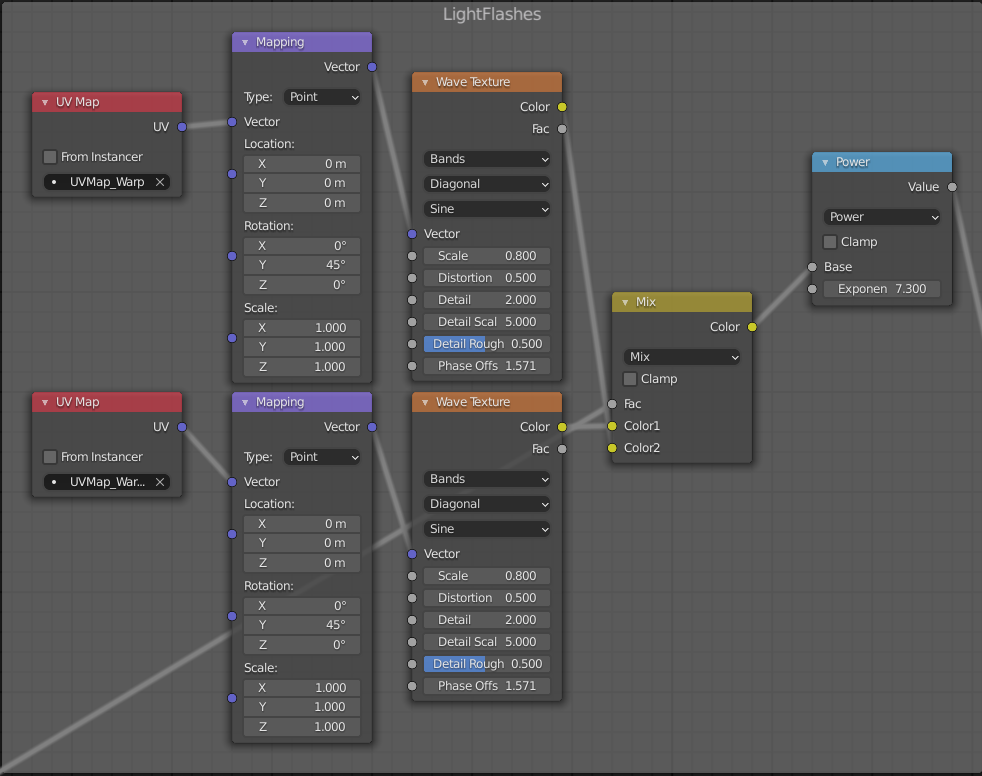 LightFlashes
UV Map
UV
From Instancer
UVMap_Warp
Mapping
Vector
Type: Point
Vector
Location:
X 0 m
Y 0 m
Z 0 m
Rotation:
X 0°
Y 45°
Z 0°
Scale:
X 1.000
Y 1.000
Z 1.000
Wave Texture
Color
Fac
Bands
Diagonal
Sine
Vector
Scale 0.800
Distortion 0.500
Detail 2.000
Detail Scal 5.000
Detail Rough 0.500
Phase Offs 1.571
UV Map
UV
From Instancer
UVMap_War...
Mapping
Vector
Type: Point
Vector
Location:
X 0 m
Y 0 m
Z 0 m
Rotation:
X 0°
Y 45°
Z 0°
Scale:
X 1.000
Y 1.000
Z 1.000
Wave Texture
Color
Fac
Bands
Diagonal
Sine
Vector
Scale 0.800
Distortion 0.500
Detail 2.000
Detail Scal 5.000
Detail Rough 0.500
Phase Offs 1.571
Mix
Color
Mix
Clamp
Fac
Color1
Color2
Power
Value
Power
Clamp
Base
Exponen 7.300